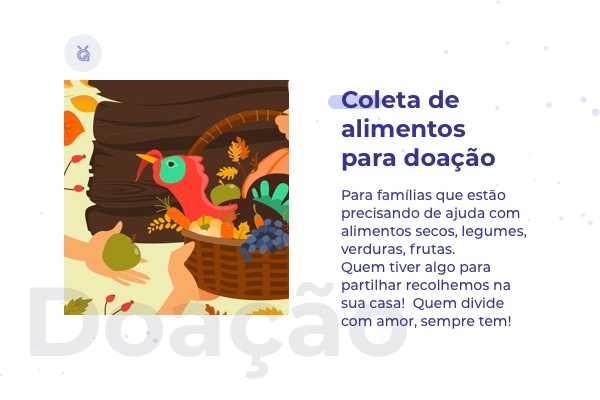 Coleta de
alimentos
para doação
Para famílias que estão
precisando de ajuda com
alimentos secos, legumes,
verduras, frutas.
Quem tiver algo para
partilhar recolhemos na
sua casa!  Quem divide
com amor, sempre tem!
Doação